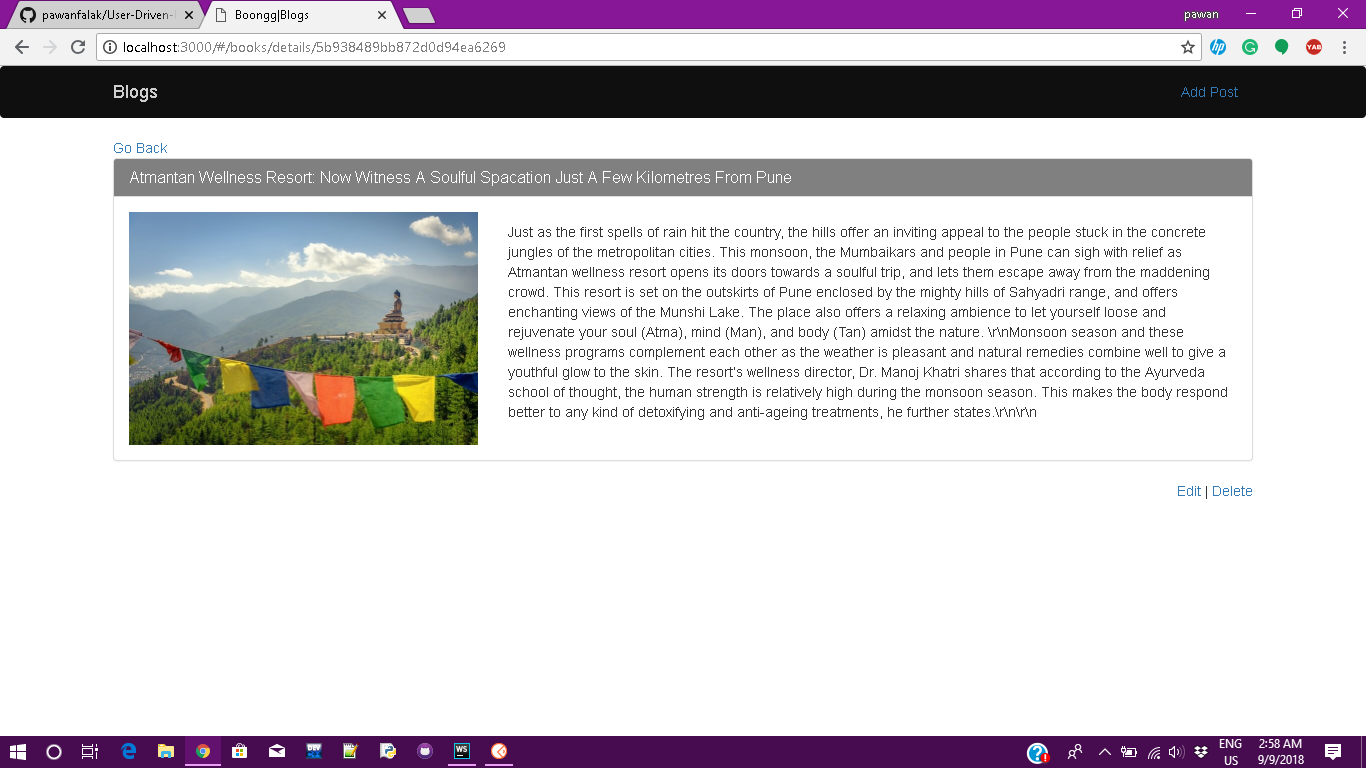 pawanfalak/User-Driven-
Boongg|Blogs
pawan
localhost:3000/#/books/details/5b938489bb872d0d94ea6269
hp
YAB
Blogs
Add Post
Go Back
Atmantan Wellness Resort: Now Witness A Soulful Spacation Just A Few Kilometres From Pune
Just as the first spells of rain hit the country, the hills offer an inviting appeal to the people stuck in the concrete
jungles of the metropolitan cities. This monsoon, the Mumbaikars and people in Pune can sigh with relief as
Atmantan wellness resort opens its doors towards a soulful trip, and lets them escape away from the maddening
crowd. This resort is set on the outskirts of Pune enclosed by the mighty hills of Sahyadri range, and offers
enchanting views of the Munshi Lake. The place also offers a relaxing ambience to let yourself loose and
rejuvenate your soul (Atma), mind (Man), and body (Tan) amidst the nature. \r\nMonsoon season and these
wellness programs complement each other as the weather is pleasant and natural remedies combine well to give a
youthful glow to the skin. The resort's wellness director, Dr. Manoj Khatri shares that according to the Ayurveda
school of thought, the human strength is relatively high during the monsoon season. This makes the body respond
better to any kind of detoxifying and anti-ageing treatments, he further states.\r\n\r\n
Edit | Delete
WS
ENG
US
2:58 AM
9/9/2018